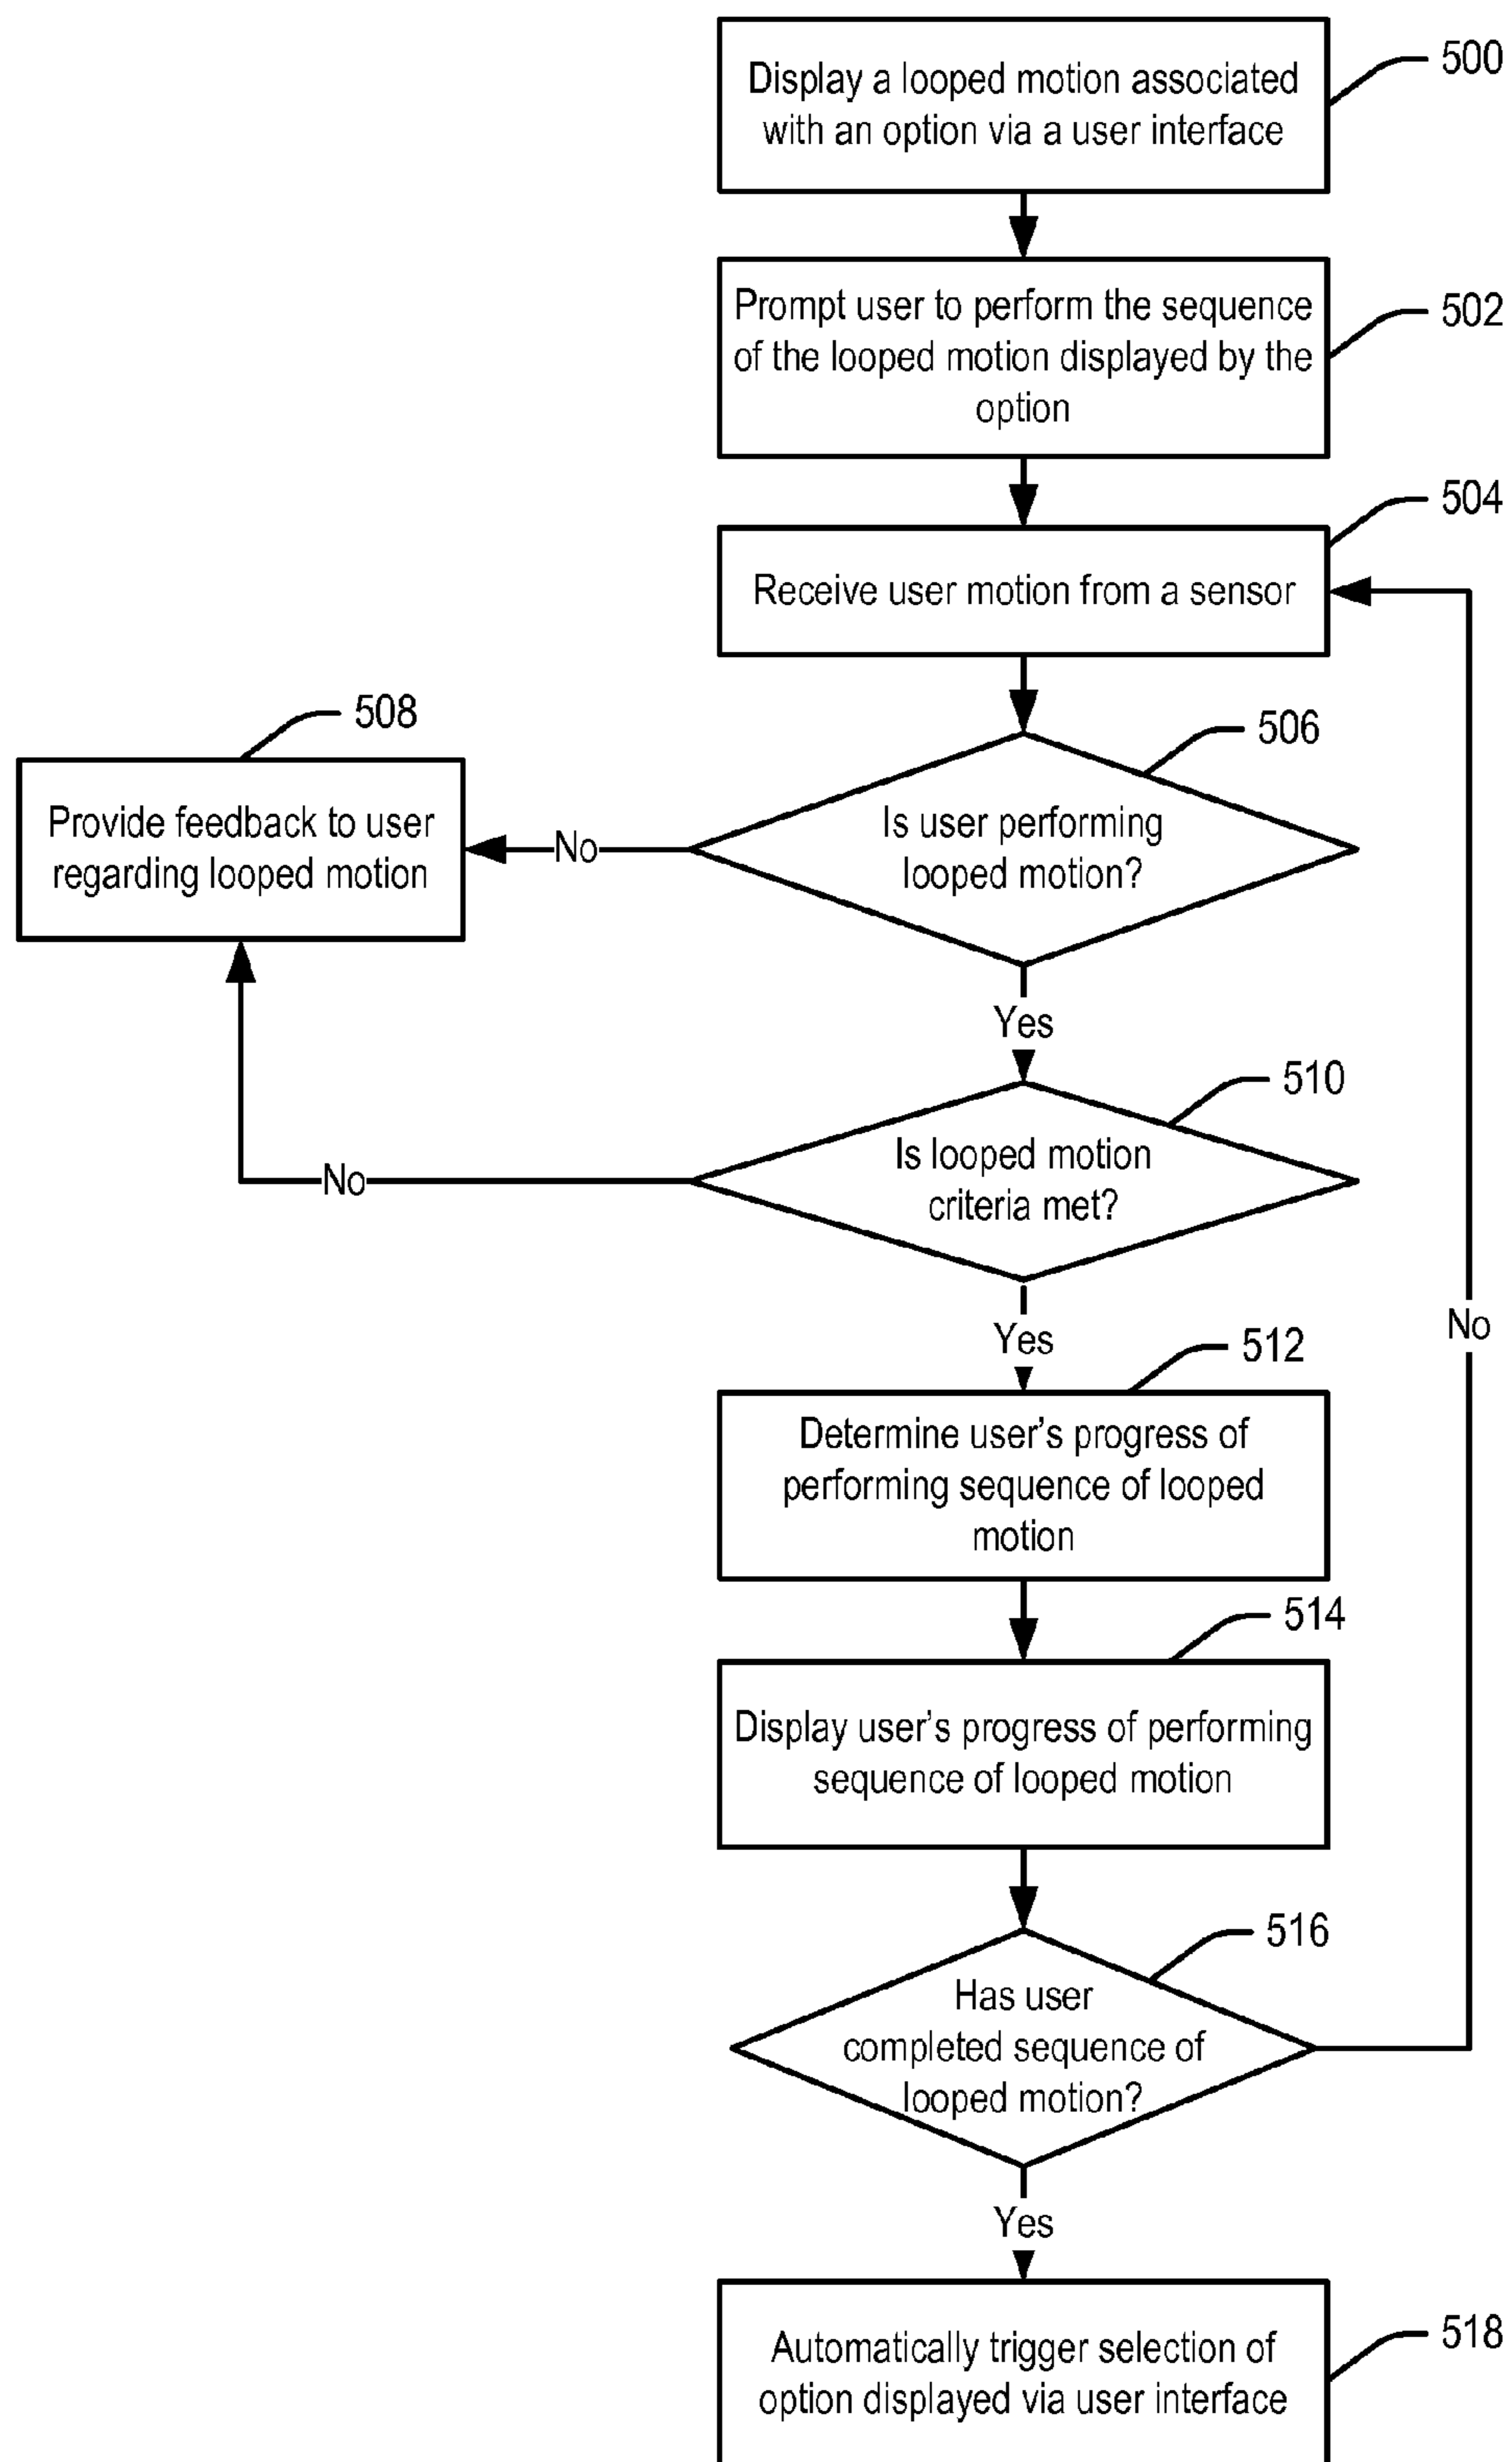 Display a looped motion associated
with an option via a user interface
500
Prompt user to perform the sequence
of the looped motion displayed by the
option
502
Receive user motion from a sensor
504
Is user performing
looped motion?
506
No
Provide feedback to user
regarding looped motion
508
Yes
Is looped motion
criteria met?
510
No
Yes
Determine user's progress of
performing sequence of looped
motion
512
Display user's progress of performing
sequence of looped motion
514
Has user
completed sequence of
looped motion?
516
No
Yes
Automatically trigger selection of
option displayed via user interface
518